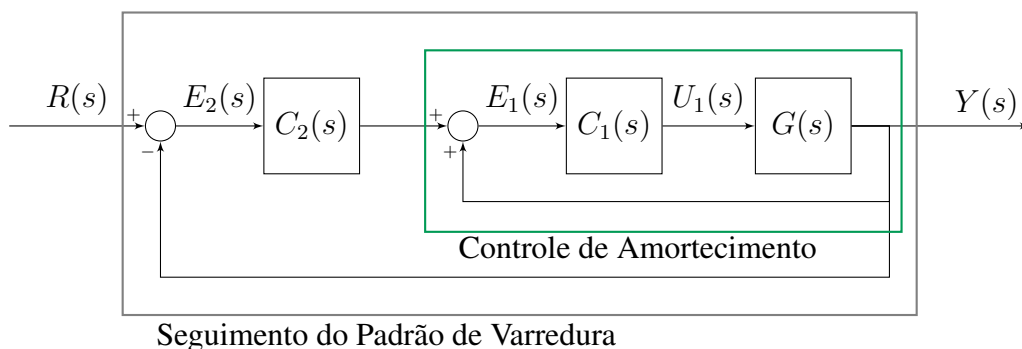 R(s)
+
−
E₂(s)
C₂(s)
+
+
E₁(s)
C₁(s)
U₁(s)
G(s)
Y(s)
Controle de Amortecimento
Seguimento do Padrão de Varredura